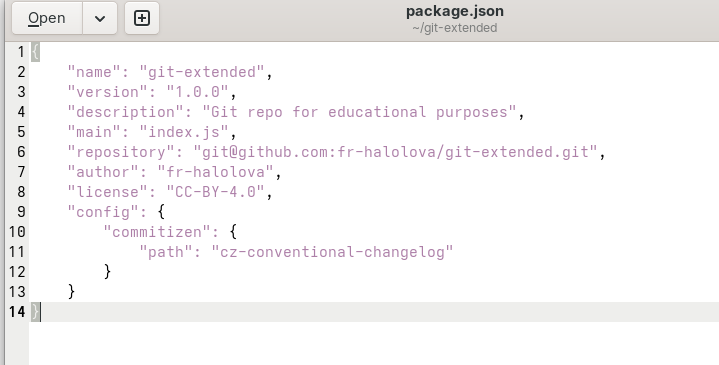 Open
package.json
~/git-extended
1 {
2     "name": "git-extended",
3     "version": "1.0.0",
4     "description": "Git repo for educational purposes",
5     "main": "index.js",
6     "repository": "git@github.com:fr-halolova/git-extended.git",
7     "author": "fr-halolova",
8     "license": "CC-BY-4.0",
9     "config": {
10         "commitizen": {
11             "path": "cz-conventional-changelog"
12         }
13     }
14 }